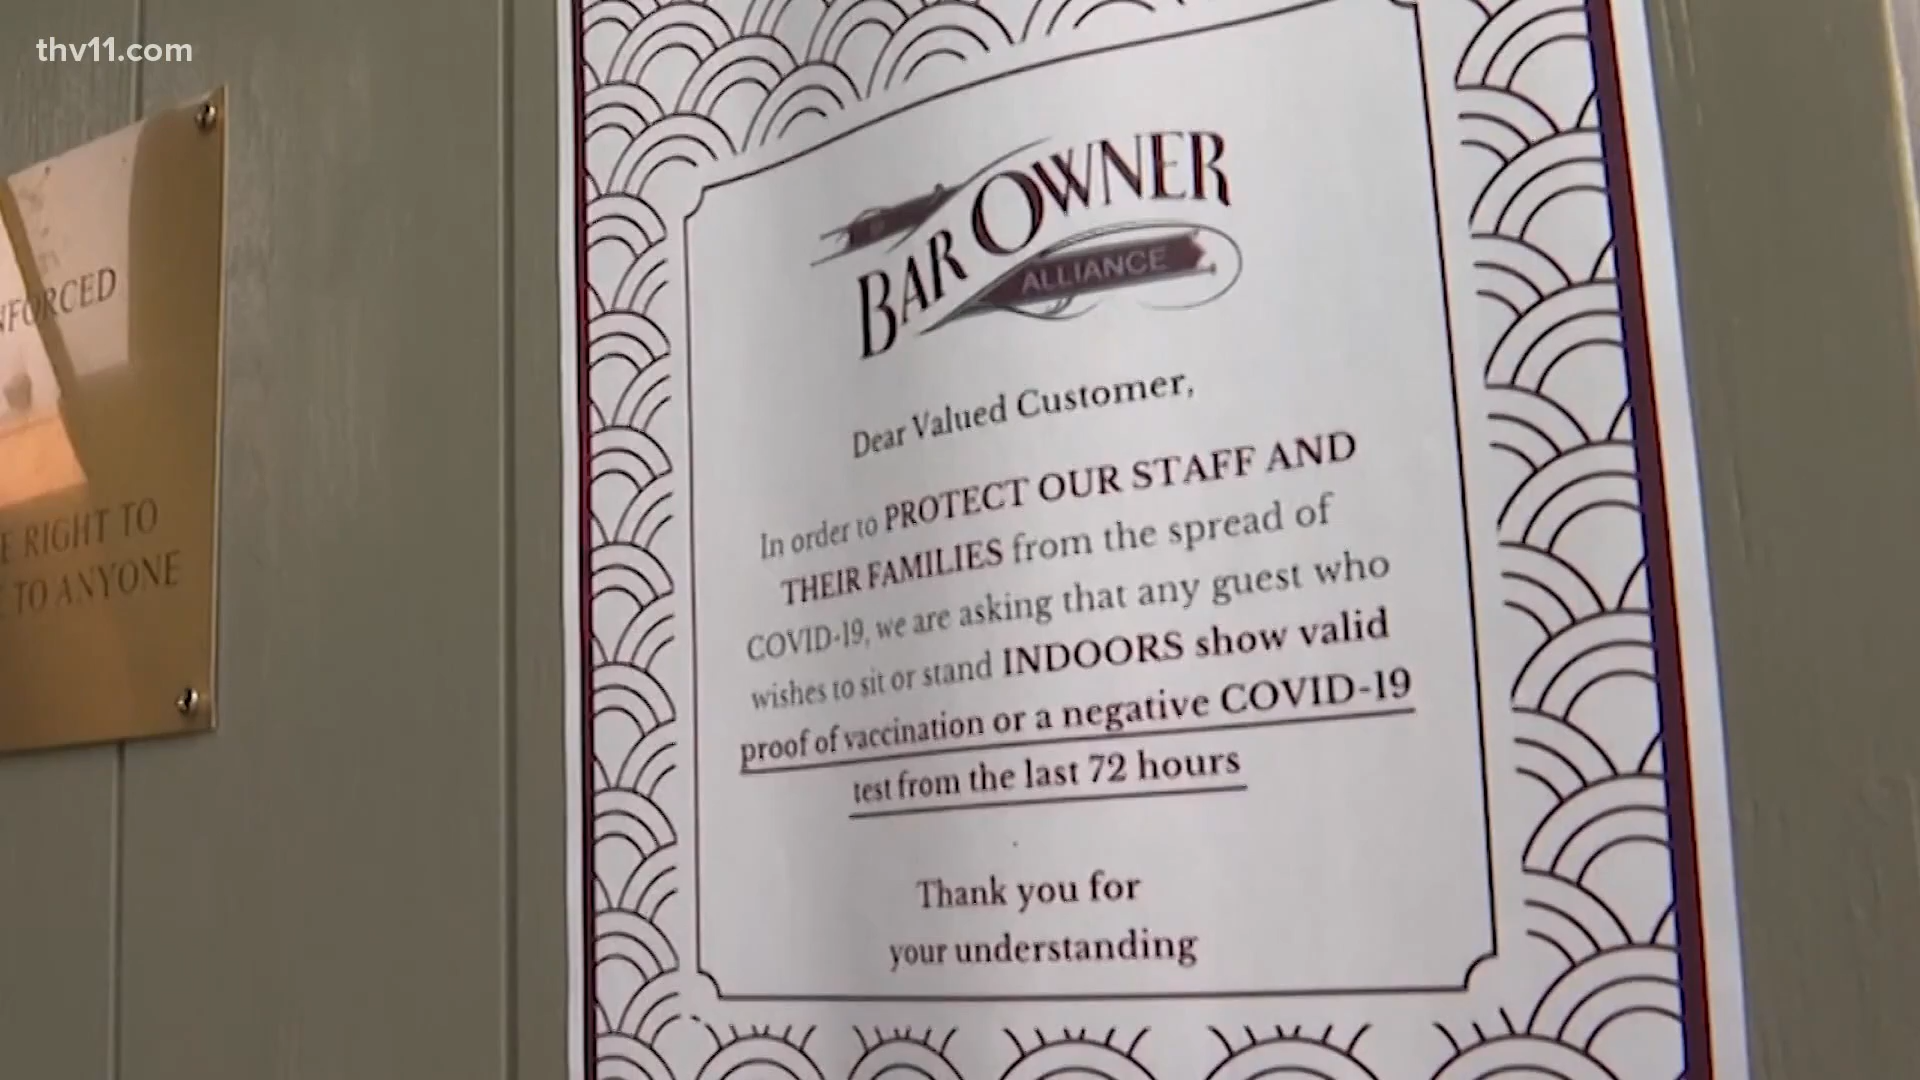 thv11.com
RIGHT TO
TO ANYONE
BAR OWNER
ALLIANCE
Dear Valued Customer,
In order to PROTECT OUR STAFF AND
THEIR FAMILIES from the spread of
COVID-19, we are asking that any guest who
wishes to sit or stand INDOORS show valid
proof of vaccination or a negative COVID-19
test from the last 72 hours
Thank you for
your understanding